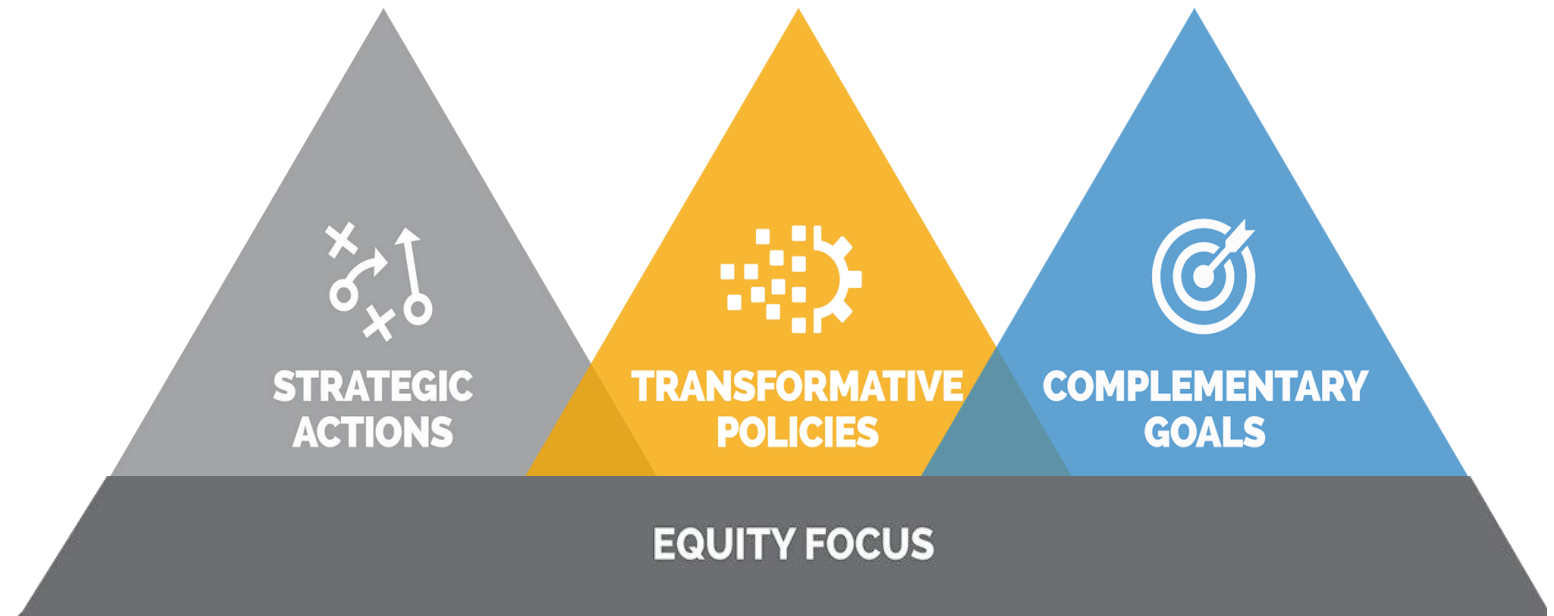 STRATEGIC
ACTIONS
TRANSFORMATIVE
POLICIES
COMPLEMENTARY
GOALS
EQUITY FOCUS